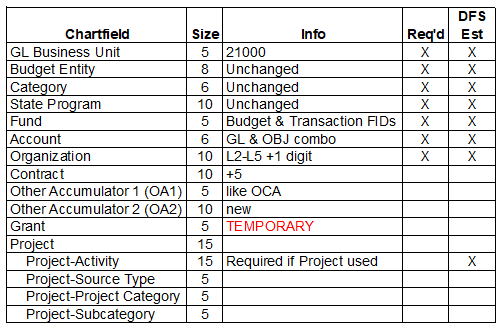 Chartfield Size Info Req'd DFS Est
GL Business Unit 5 21000 X X
Budget Entity 8 Unchanged X X
Category 6 Unchanged X X
State Program 10 Unchanged X X
Fund 5 Budget & Transaction FIDs X X
Account 6 GL & OBJ combo X X
Organization 10 L2-L5 +1 digit X X
Contract 10 +5
Other Accumulator 1 (OA1) 5 like OCA
Other Accumulator 2 (OA2) 10 new
Grant 5 TEMPORARY
Project 15
Project-Activity 15 Required if Project used X
Project-Source Type 5
Project-Project Category 5
Project-Subcategory 5